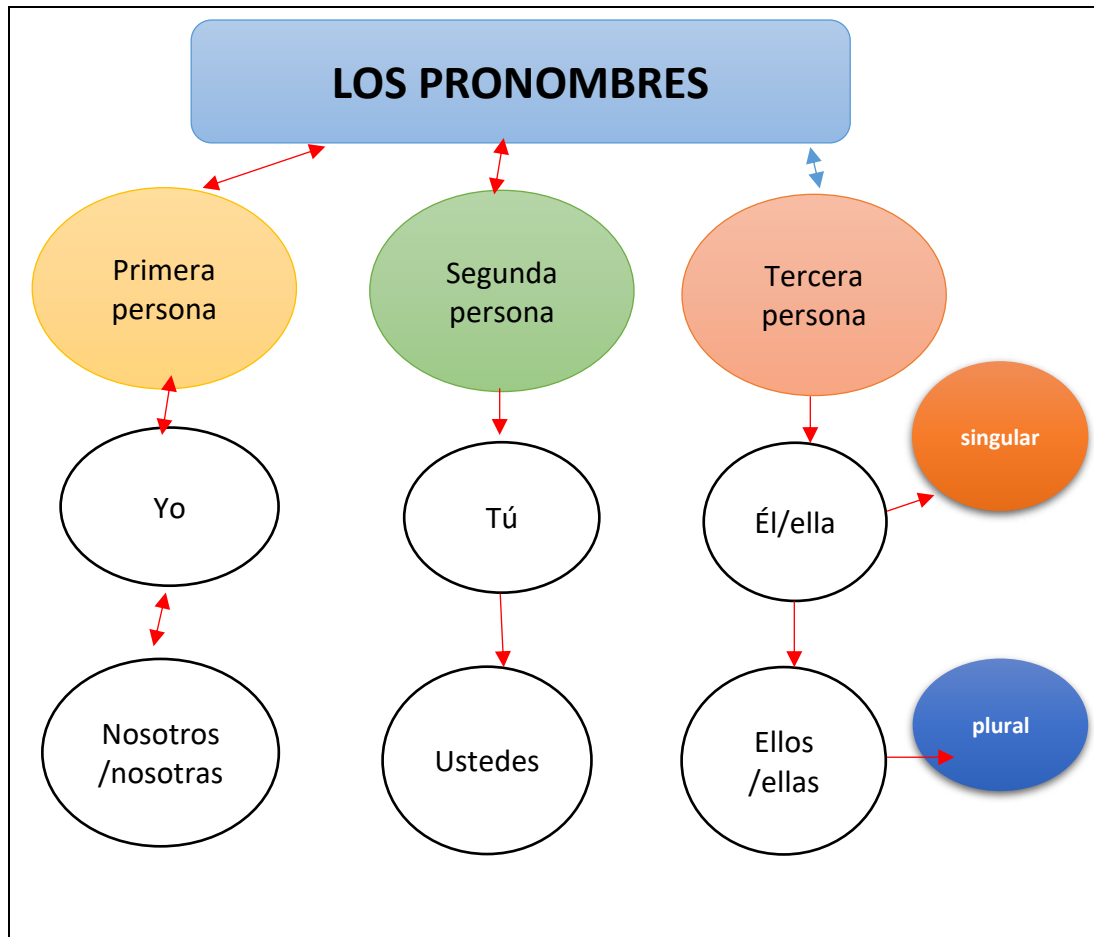 LOS PRONOMBRES
Primera
persona
Segunda
persona
Tercera
persona
singular
Yo
Tú
Él/ella
Nosotros
/nosotras
Ustedes
Ellos
/ellas
plural